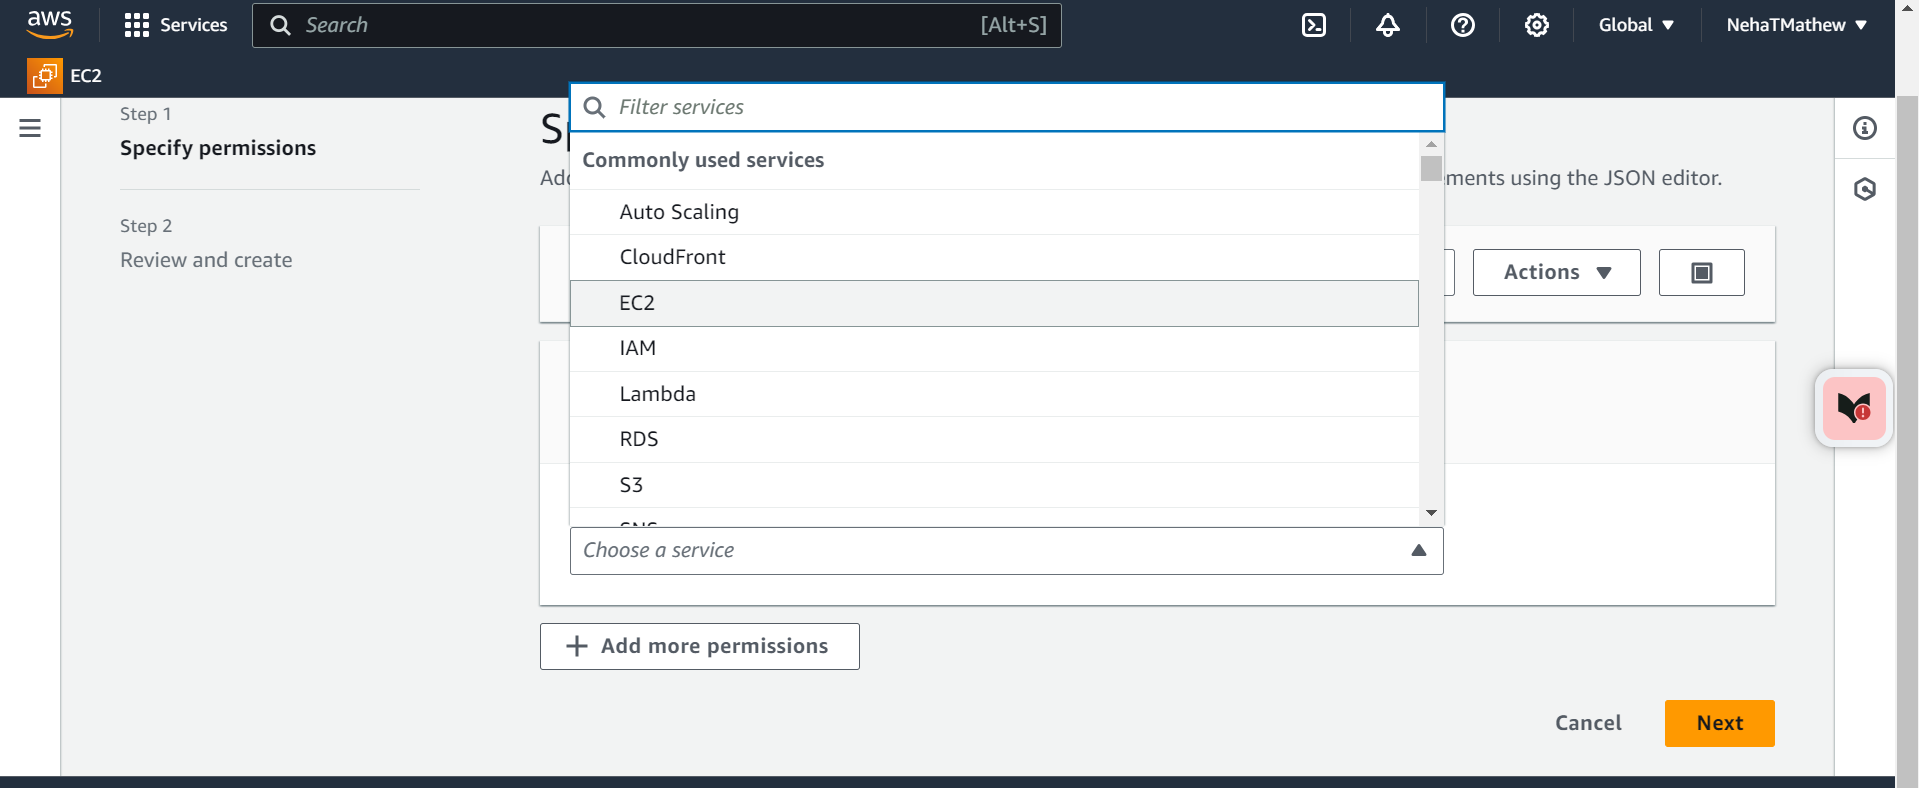 aws
Services
Search
[Alt+S]
Global
NehaTMathew
EC2
Step 1
Specify permissions
Step 2
Review and create
Filter services
Commonly used services
Auto Scaling
CloudFront
EC2
IAM
Lambda
RDS
S3
SNS
Choose a service
ments using the JSON editor.
Actions
Add more permissions
Cancel
Next